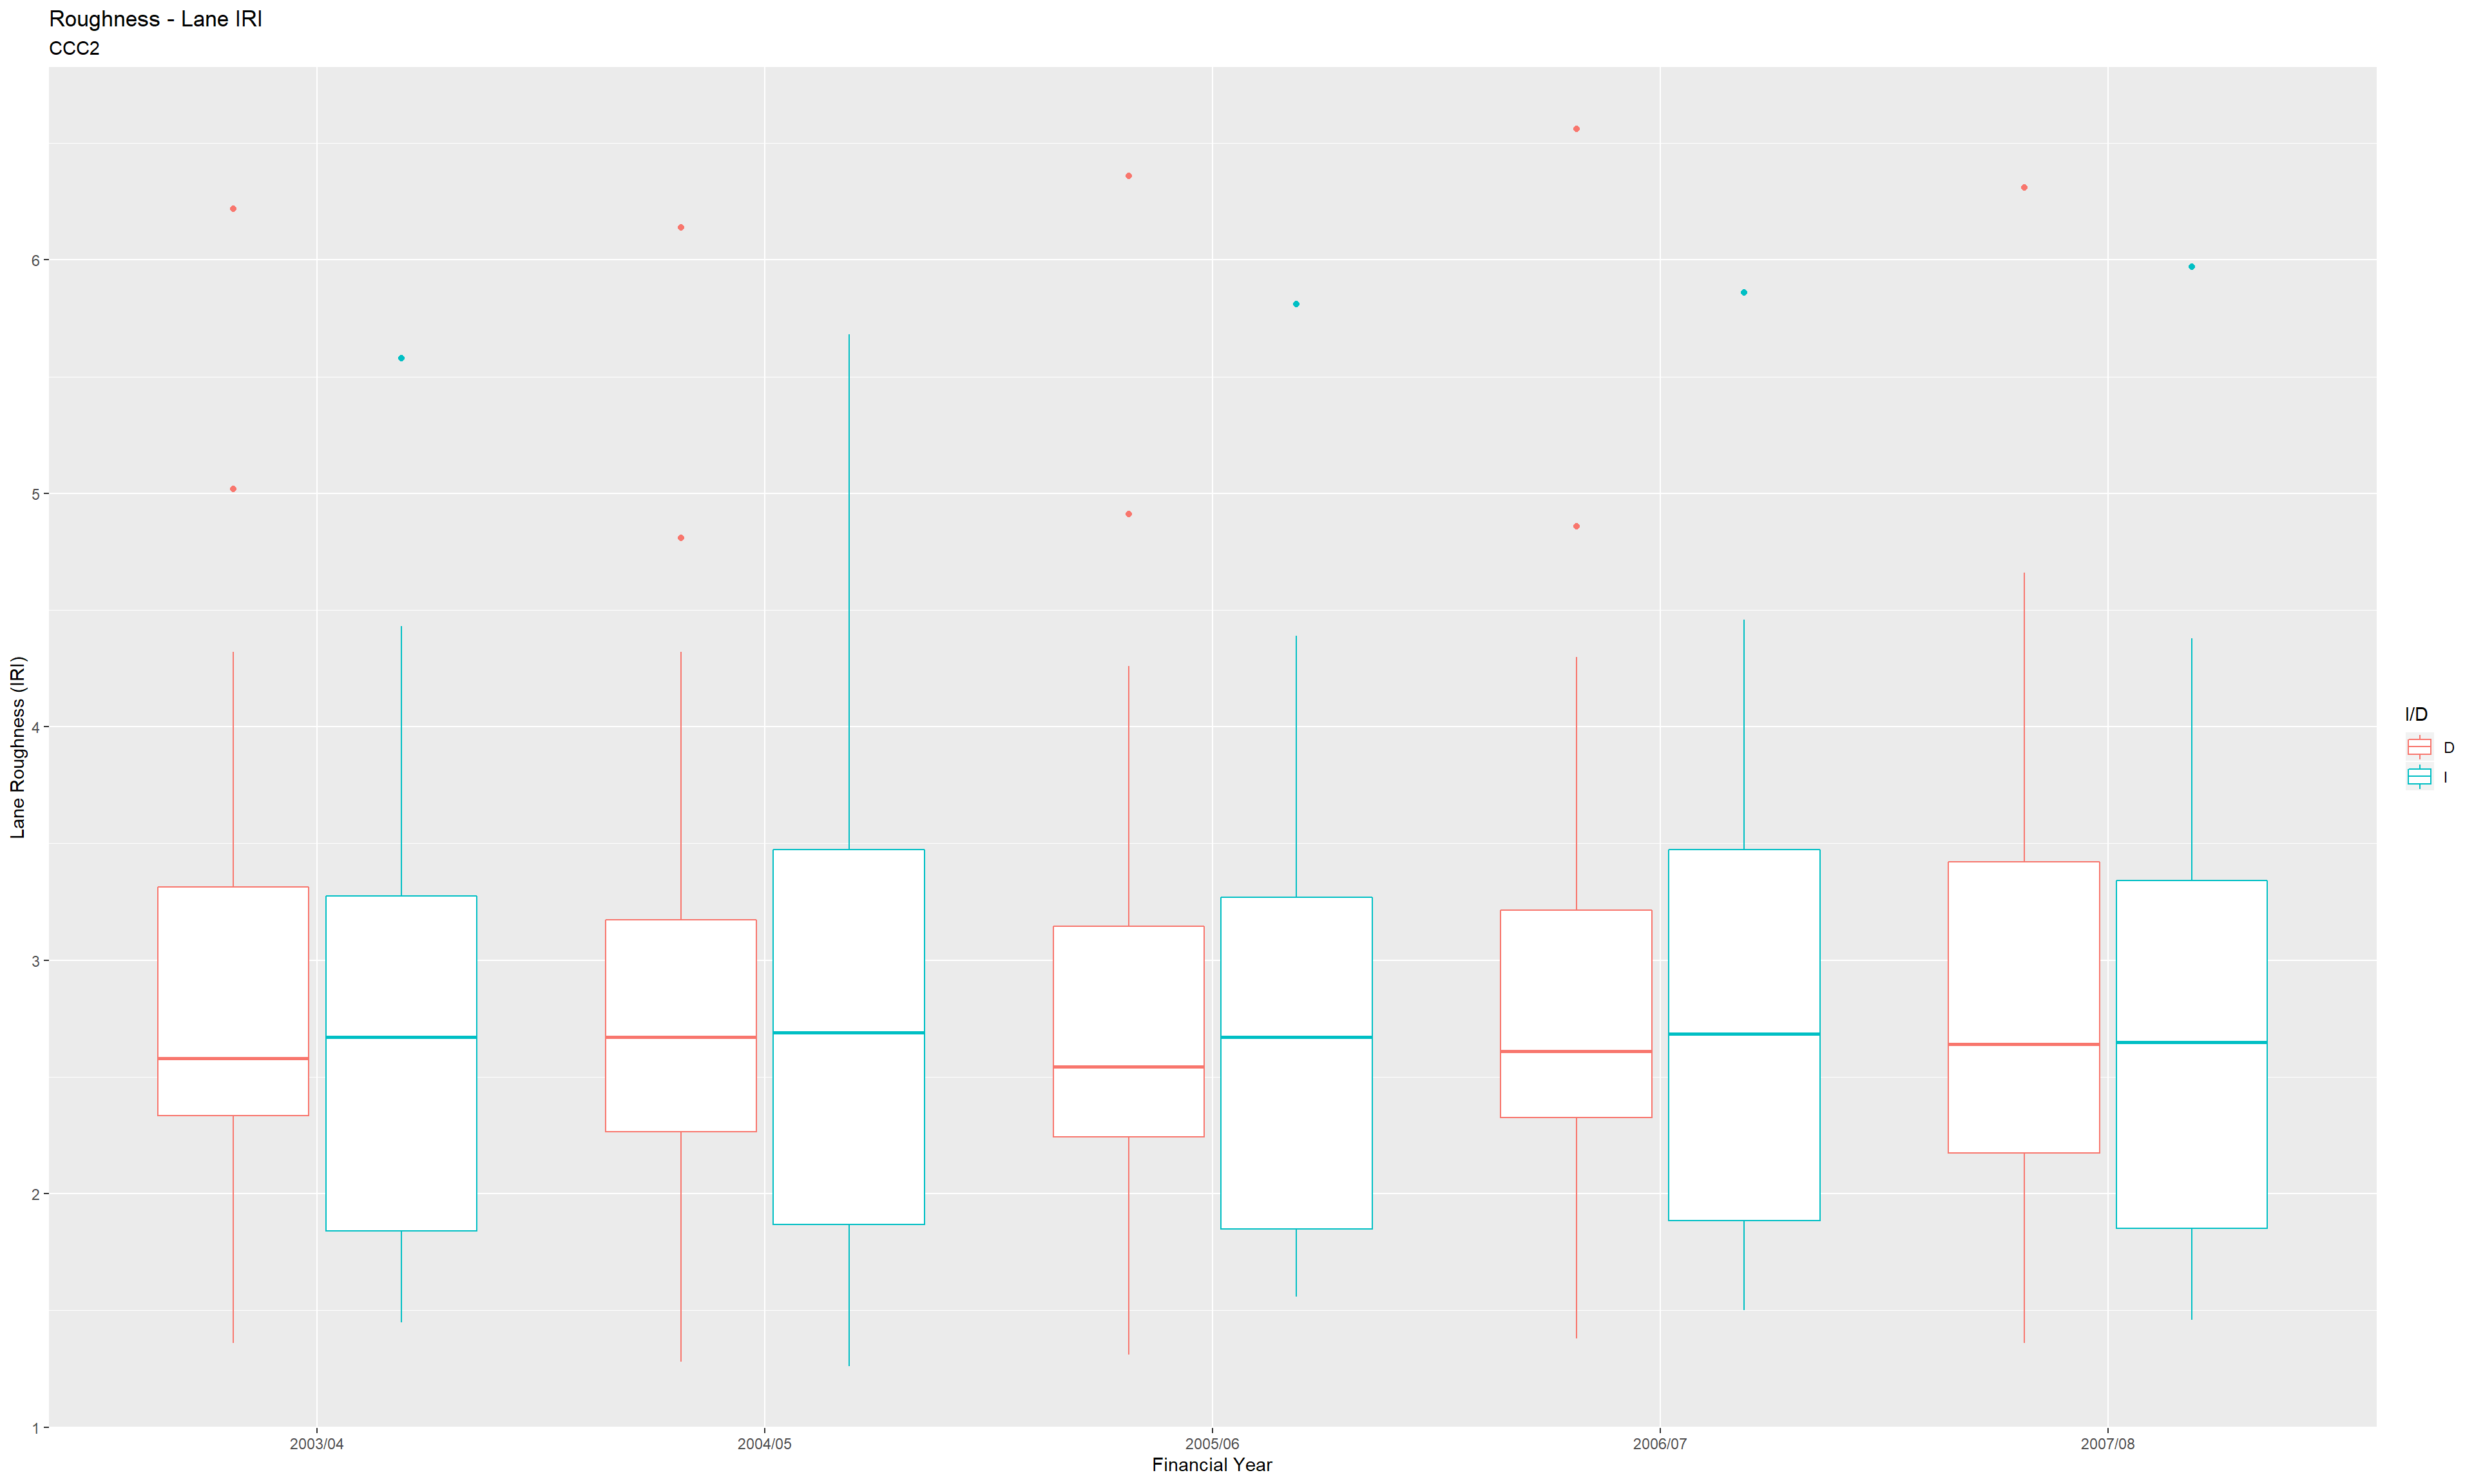 Roughness - Lane IRI
CCC2
Lane Roughness (IRI)
6
5
4
3
2
1
2003/04
2004/05
2005/06
2006/07
2007/08
Financial Year
I/D
D
I